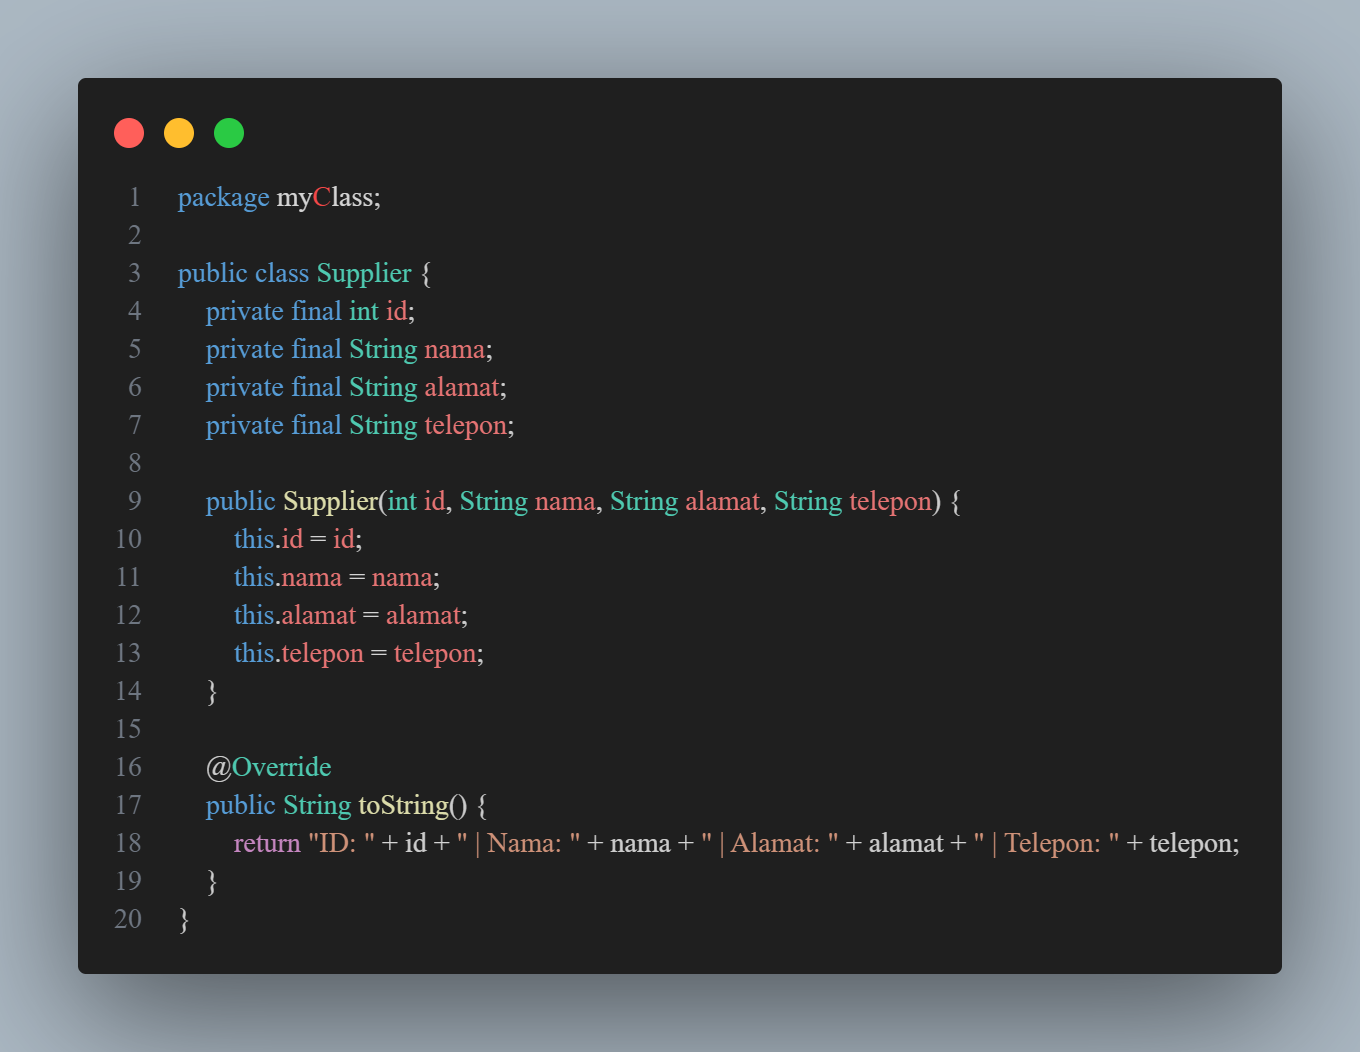 1 package myClass;
2
3 public class Supplier {
4 private final int id;
5 private final String nama;
6 private final String alamat;
7 private final String telepon;
8
9 public Supplier(int id, String nama, String alamat, String telepon) {
10 this.id = id;
11 this.nama = nama;
12 this.alamat = alamat;
13 this.telepon = telepon;
14 }
15
16 @Override
17 public String toString() {
18 return "ID: " + id + " | Nama: " + nama + " | Alamat: " + alamat + " | Telepon: " + telepon;
19 }
20 }